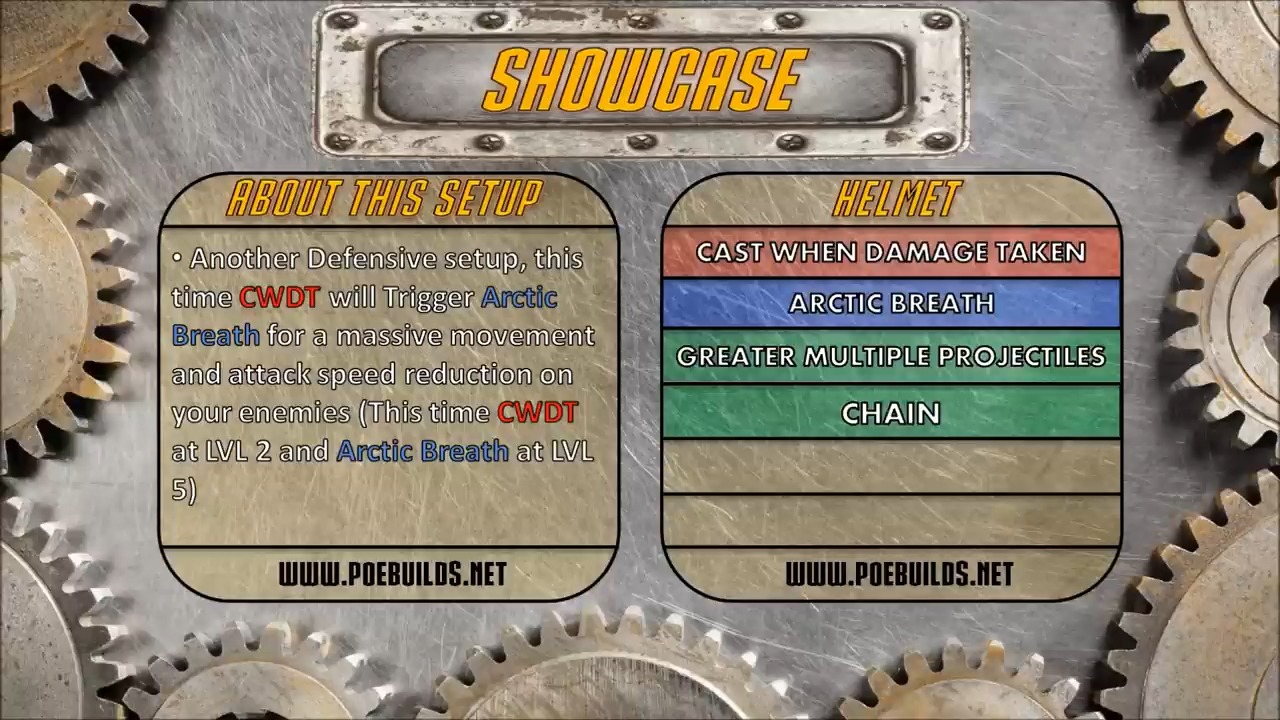 SHOWCASE
ABOUT THIS SETUP
• Another Defensive setup, this
time CWDT will Trigger Arctic
Breath for a massive movement
and attack speed reduction on
your enemies (This time CWDT
at LVL 2 and Arctic Breath at LVL
5)
WWW.POEBUILDS.NET
HELMET
CAST WHEN DAMAGE TAKEN
ARCTIC BREATH
GREATER MULTIPLE PROJECTILES
CHAIN
WWW.POEBUILDS.NET